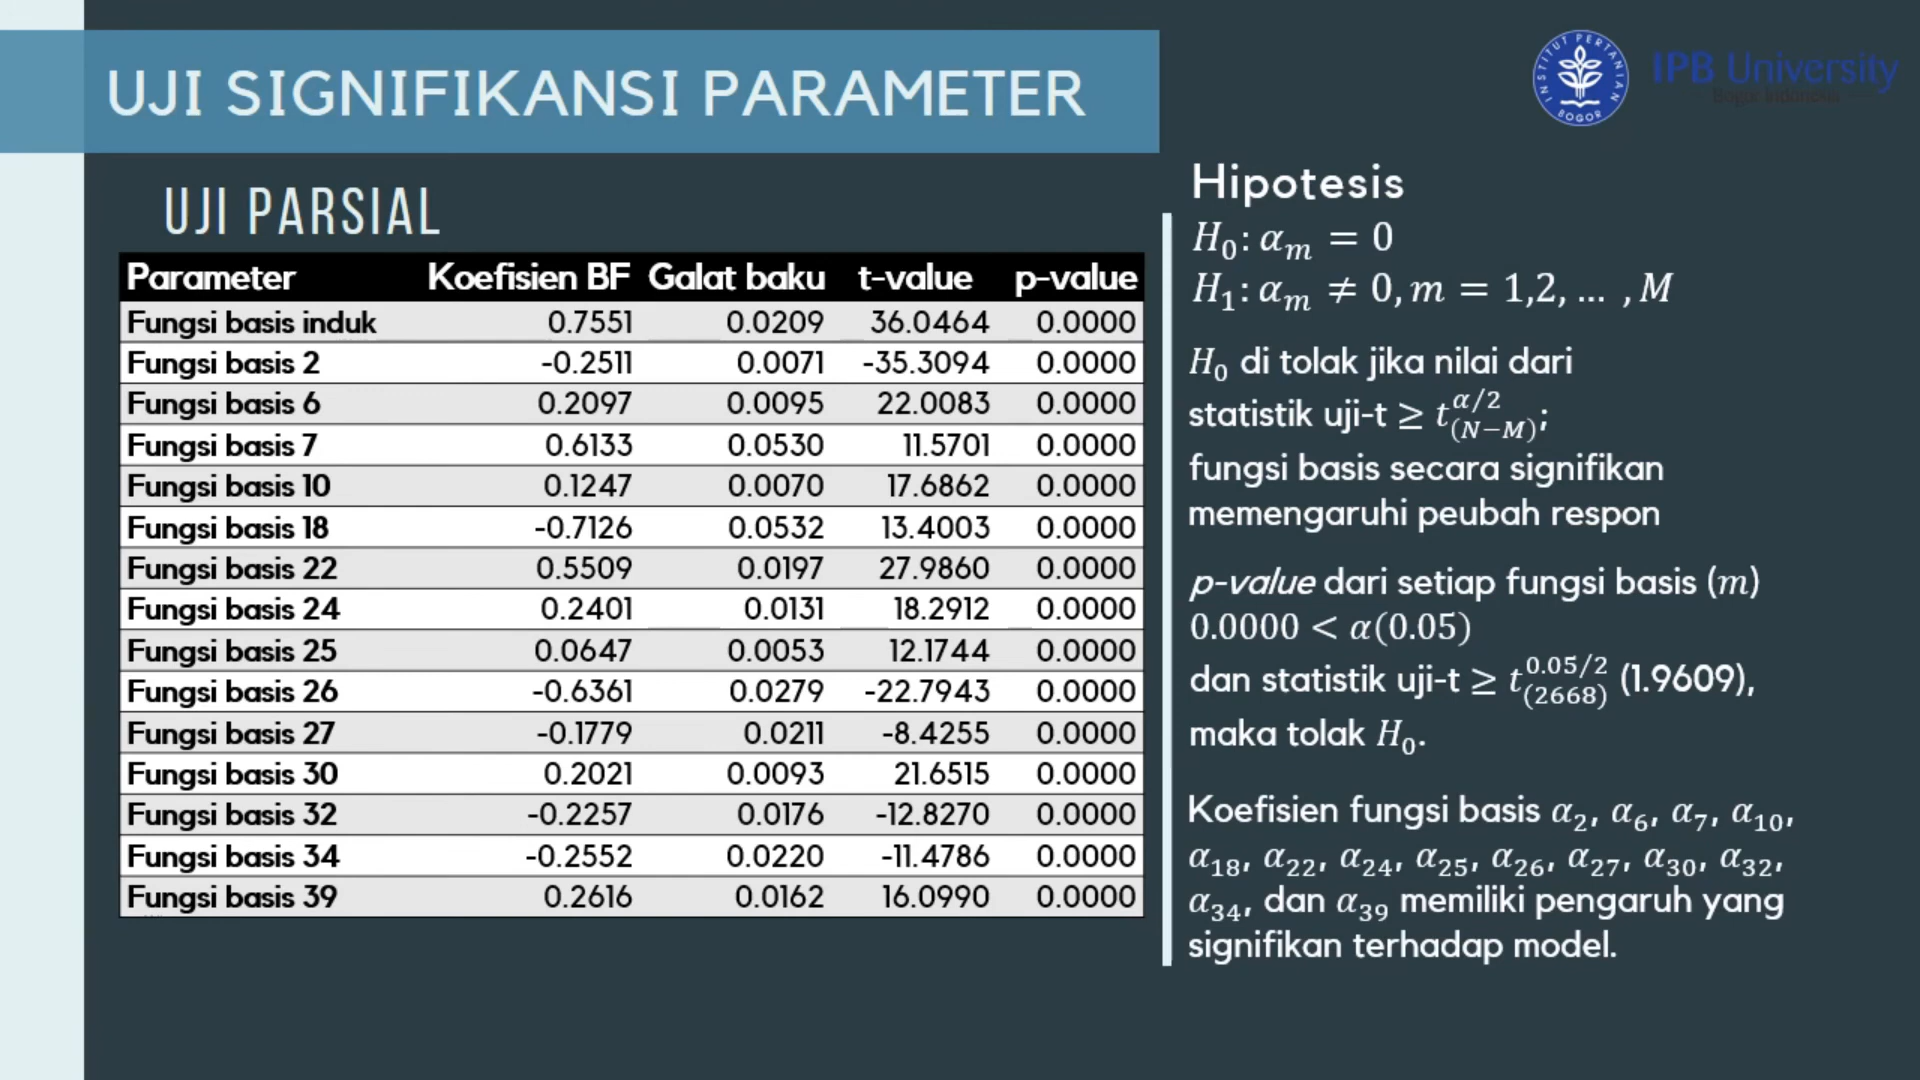 UJI SIGNIFIKANSI PARAMETER
INSTITUT PERTANIAN
BOGOR
IPB University
Bogor Indonesia
UJI PARSIAL
Parameter Koefisien BF Galat baku t-value p-value
Fungsi basis induk 0.7551 0.0209 36.0464 0.0000
Fungsi basis 2 -0.2511 0.0071 -35.3094 0.0000
Fungsi basis 6 0.2097 0.0095 22.0083 0.0000
Fungsi basis 7 0.6133 0.0530 11.5701 0.0000
Fungsi basis 10 0.1247 0.0070 17.6862 0.0000
Fungsi basis 18 -0.7126 0.0532 13.4003 0.0000
Fungsi basis 22 0.5509 0.0197 27.9860 0.0000
Fungsi basis 24 0.2401 0.0131 18.2912 0.0000
Fungsi basis 25 0.0647 0.0053 12.1744 0.0000
Fungsi basis 26 -0.6361 0.0279 -22.7943 0.0000
Fungsi basis 27 -0.1779 0.0211 -8.4255 0.0000
Fungsi basis 30 0.2021 0.0093 21.6515 0.0000
Fungsi basis 32 -0.2257 0.0176 -12.8270 0.0000
Fungsi basis 34 -0.2552 0.0220 -11.4786 0.0000
Fungsi basis 39 0.2616 0.0162 16.0990 0.0000
Hipotesis
H₀: αₘ = 0
H₁: αₘ ≠ 0, m = 1,2, … , M
H₀ di tolak jika nilai dari
statistik uji-t ≥ t_(N−M)^α/2;
fungsi basis secara signifikan
memengaruhi peubah respon
p-value dari setiap fungsi basis (m)
0.0000 < α(0.05)
dan statistik uji-t ≥ t_(2668)^0.05/2 (1.9609),
maka tolak H₀.
Koefisien fungsi basis α₂, α₆, α₇, α₁₀,
α₁₈, α₂₂, α₂₄, α₂₅, α₂₆, α₂₇, α₃₀, α₃₂,
α₃₄, dan α₃₉ memiliki pengaruh yang
signifikan terhadap model.